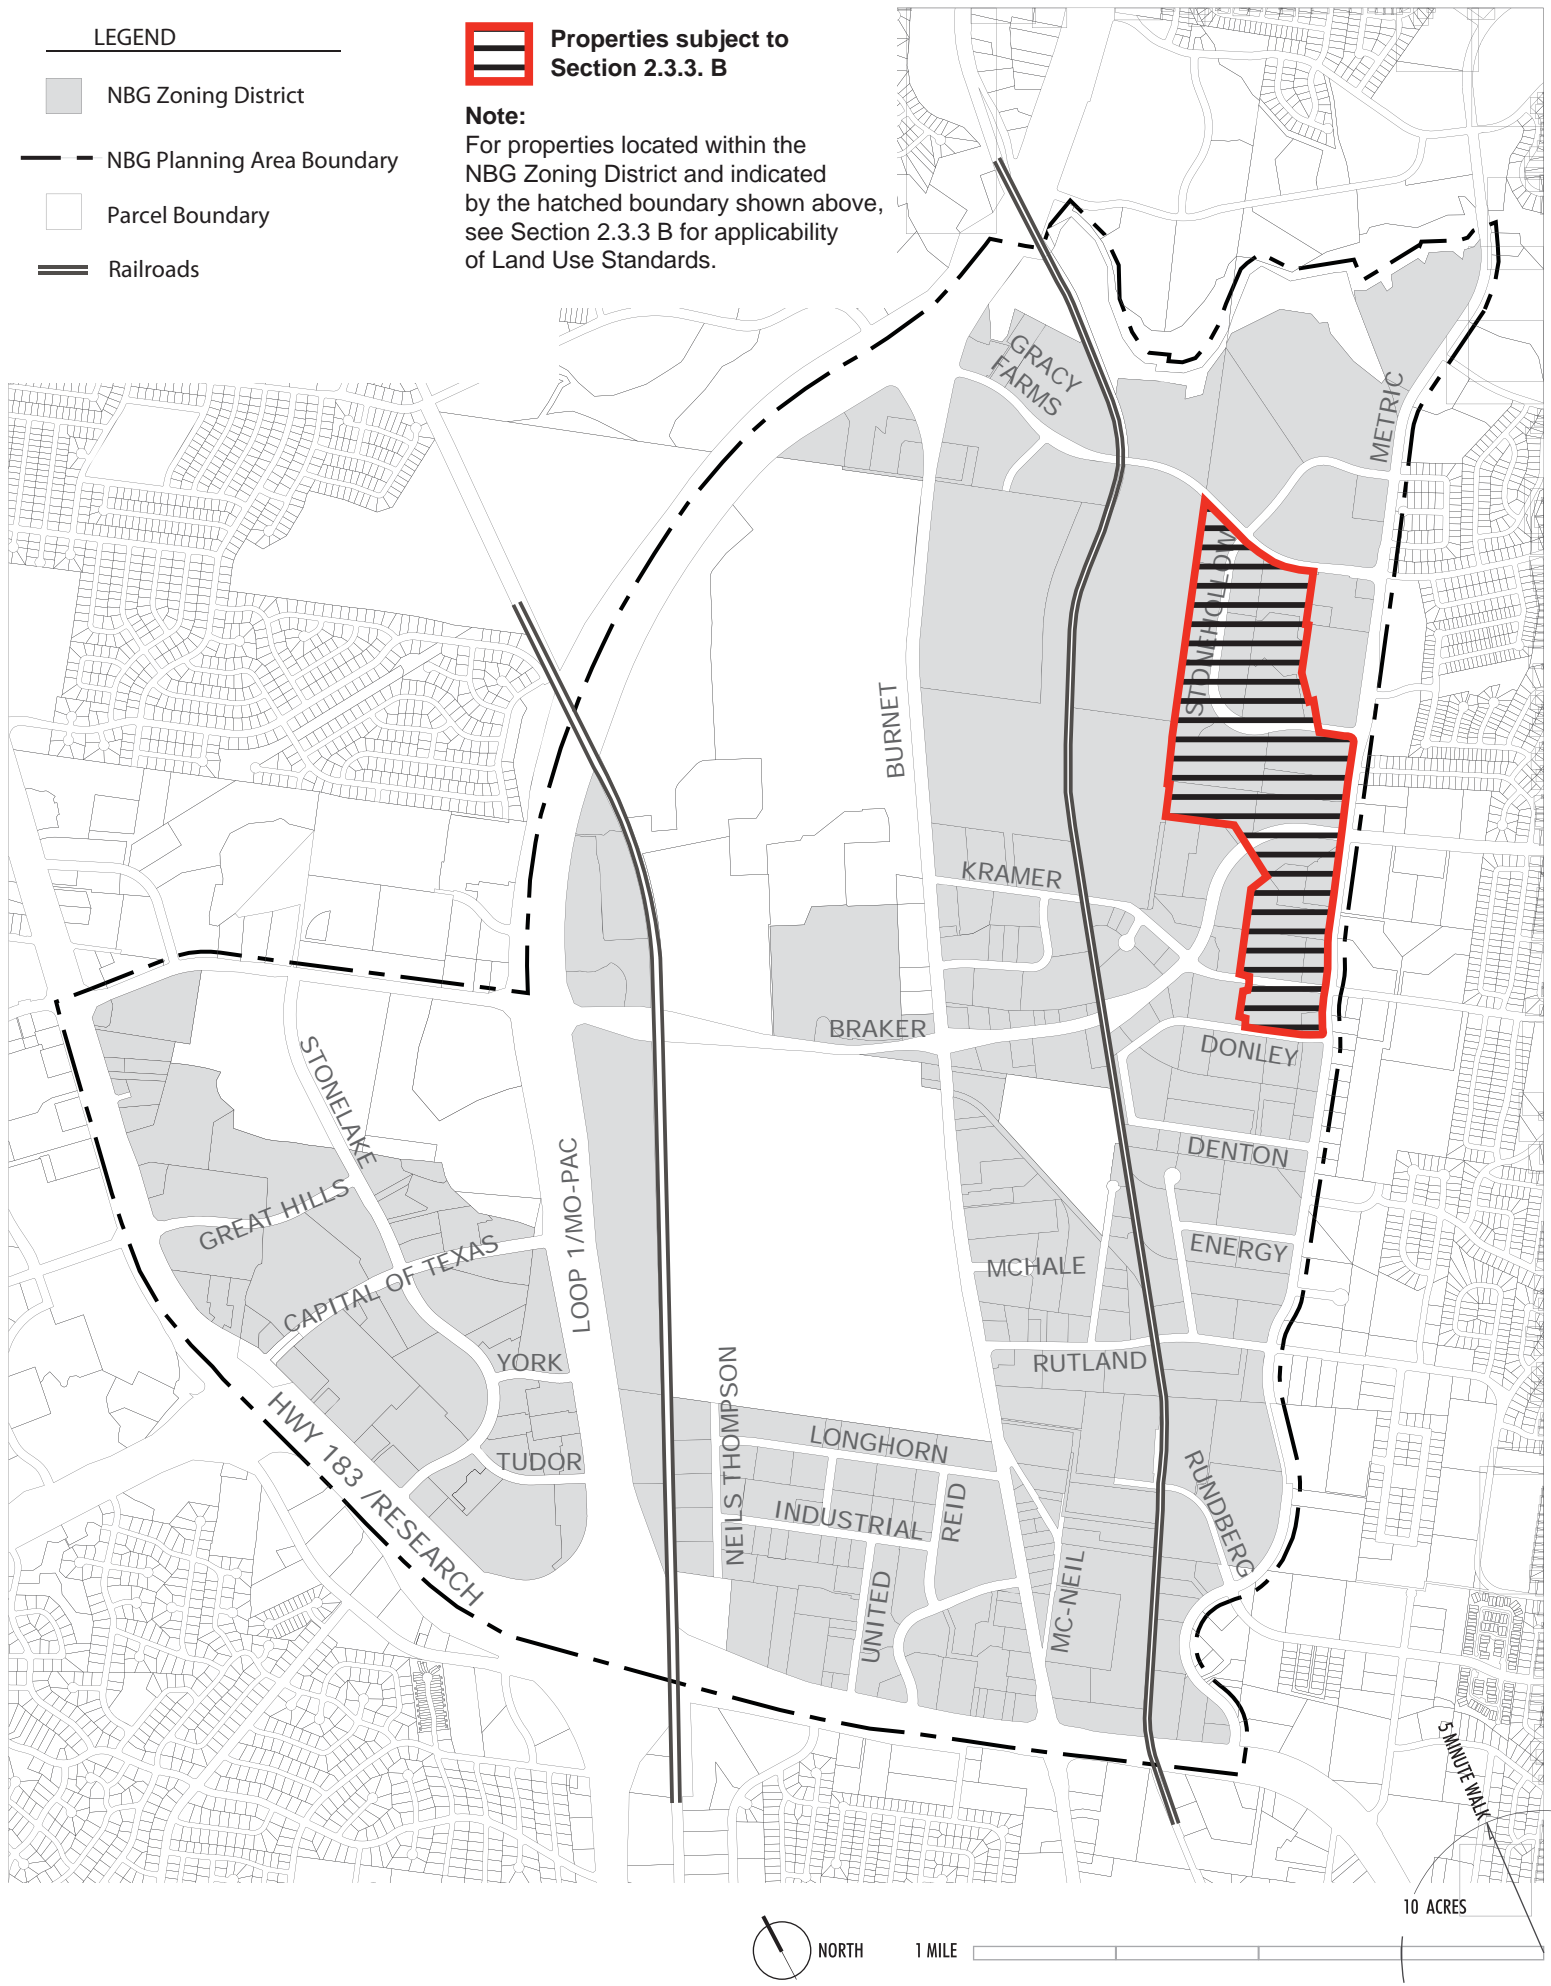 LEGEND
NBG Zoning District
NBG Planning Area Boundary
Parcel Boundary
Railroads
Properties subject to
Section 2.3.3. B
Note:
For properties located within the
NBG Zoning District and indicated
by the hatched boundary shown above,
see Section 2.3.3 B for applicability
of Land Use Standards.
GRACY
FARMS
METRIC
STONEHOLLOW
BURNET
KRAMER
BRAKER
DONLEY
STONELAKE
DENTON
LOOP 1/MO-PAC
GREAT HILLS
CAPITAL OF TEXAS
ENERGY
MCHALE
YORK
RUTLAND
HWY 183 /RESEARCH
NEILS THOMPSON
LONGHORN
TUDOR
RUNDBERG
INDUSTRIAL
REID
UNITED
MC-NEIL
5 MINUTE WALK
10 ACRES
NORTH
1 MILE